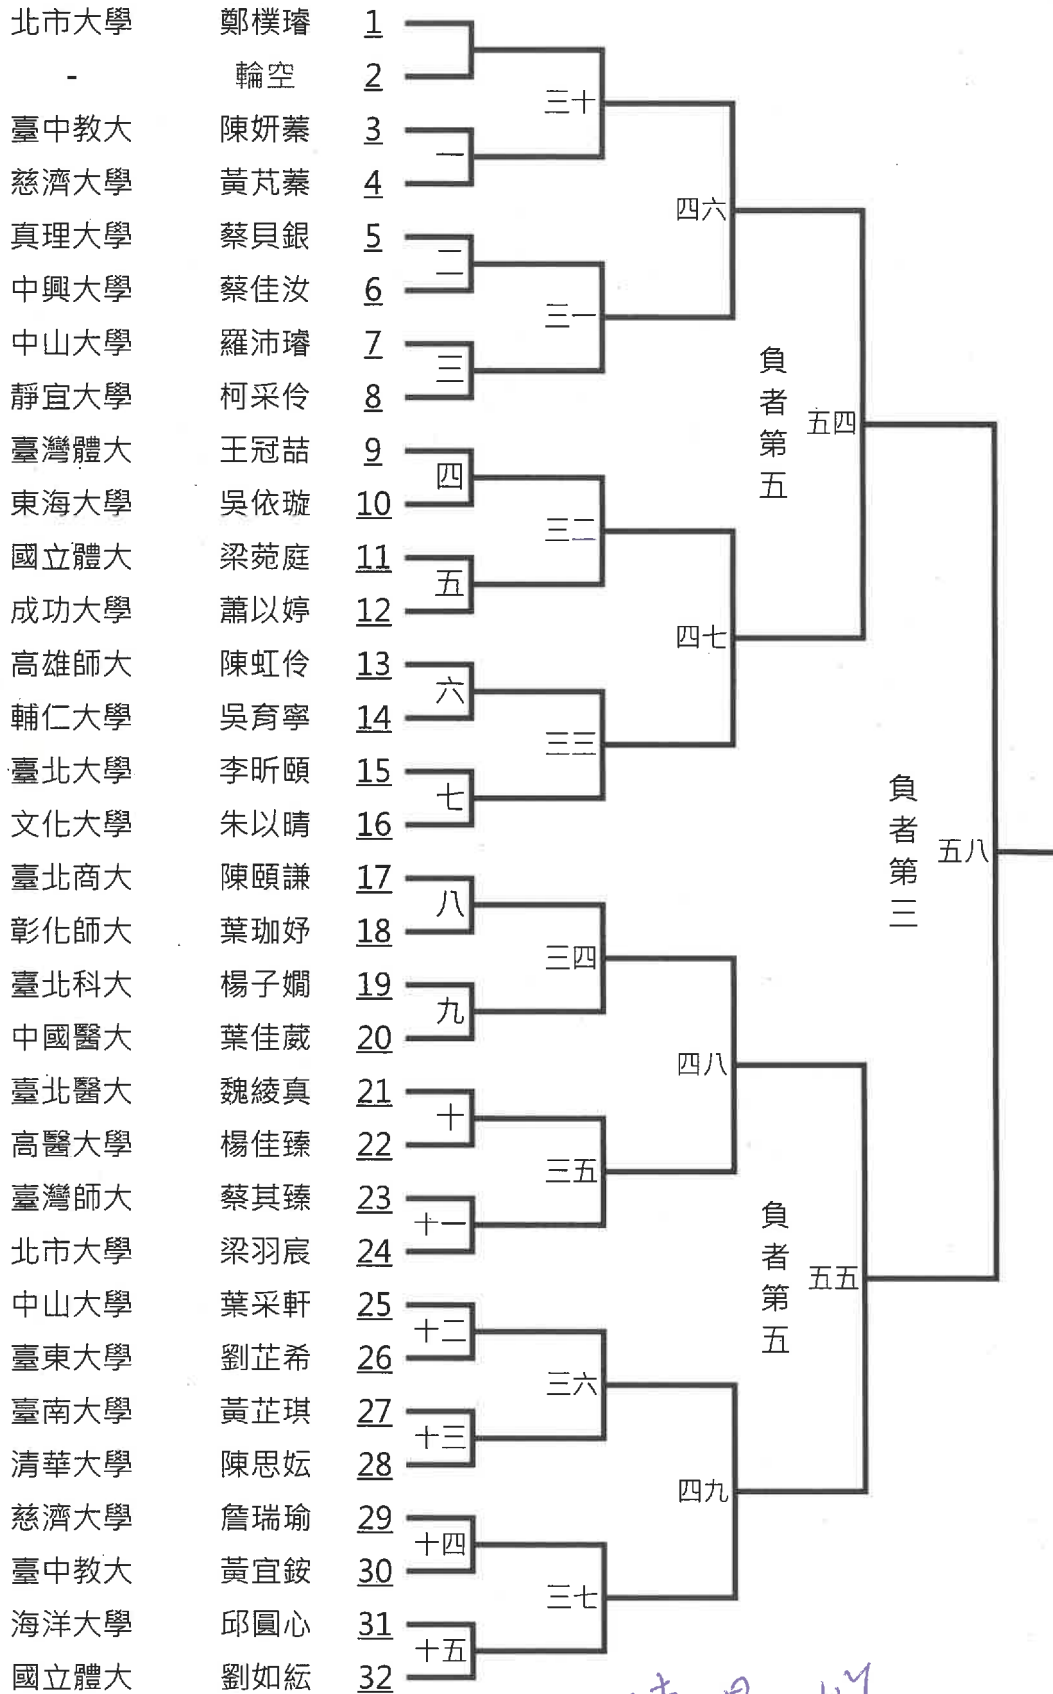 北市大學 鄭樸璿 1
- 輪空 2
三十
臺中教大 陳妍蓁 3
一
慈濟大學 黃芃蓁 4
四六
真理大學 蔡貝銀 5
二
中興大學 蔡佳汝 6
三一
中山大學 羅沛璿 7
三
靜宜大學 柯采伶 8
負者第五
五四
臺灣體大 王冠喆 9
四
東海大學 吳依璇 10
三二
國立體大 梁菀庭 11
五
成功大學 蕭以婷 12
四七
高雄師大 陳虹伶 13
六
輔仁大學 吳育寧 14
三三
臺北大學 李昕頤 15
七
文化大學 朱以晴 16
負者第三
五八
臺北商大 陳頤謙 17
八
彰化師大 葉珈妤 18
三四
臺北科大 楊子嫺 19
九
中國醫大 葉佳葳 20
四八
臺北醫大 魏綾真 21
十
高醫大學 楊佳臻 22
三五
臺灣師大 蔡其臻 23
十一
北市大學 梁羽宸 24
負者第五
五五
中山大學 葉采軒 25
十二
臺東大學 劉芷希 26
三六
臺南大學 黃芷琪 27
十三
清華大學 陳思妘 28
四九
慈濟大學 詹瑞瑜 29
十四
臺中教大 黃宜銨 30
三七
海洋大學 邱圓心 31
十五
國立體大 劉如紜 32